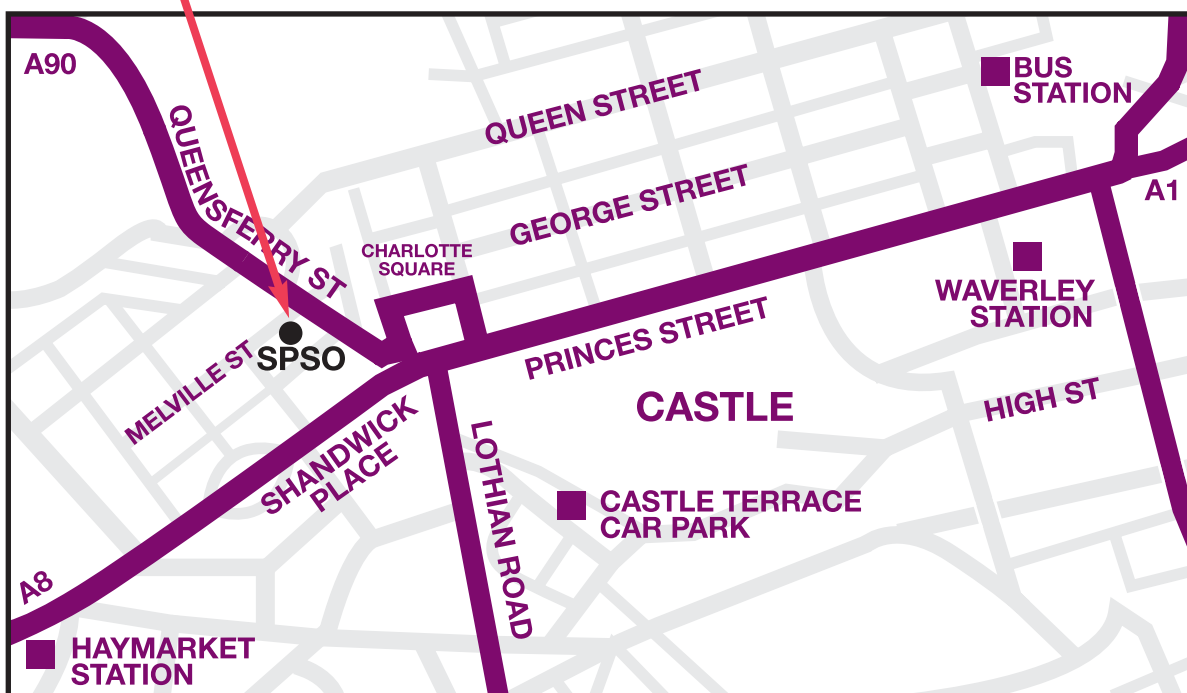 A90
BUS
STATION
QUEEN STREET
QUEENSFERRY ST
GEORGE STREET
A1
CHARLOTTE
SQUARE
WAVERLEY
STATION
PRINCES STREET
MELVILLE ST
SPSO
CASTLE
HIGH ST
SHANDWICK
PLACE
LOTHIAN ROAD
CASTLE TERRACE
CAR PARK
A8
HAYMARKET
STATION